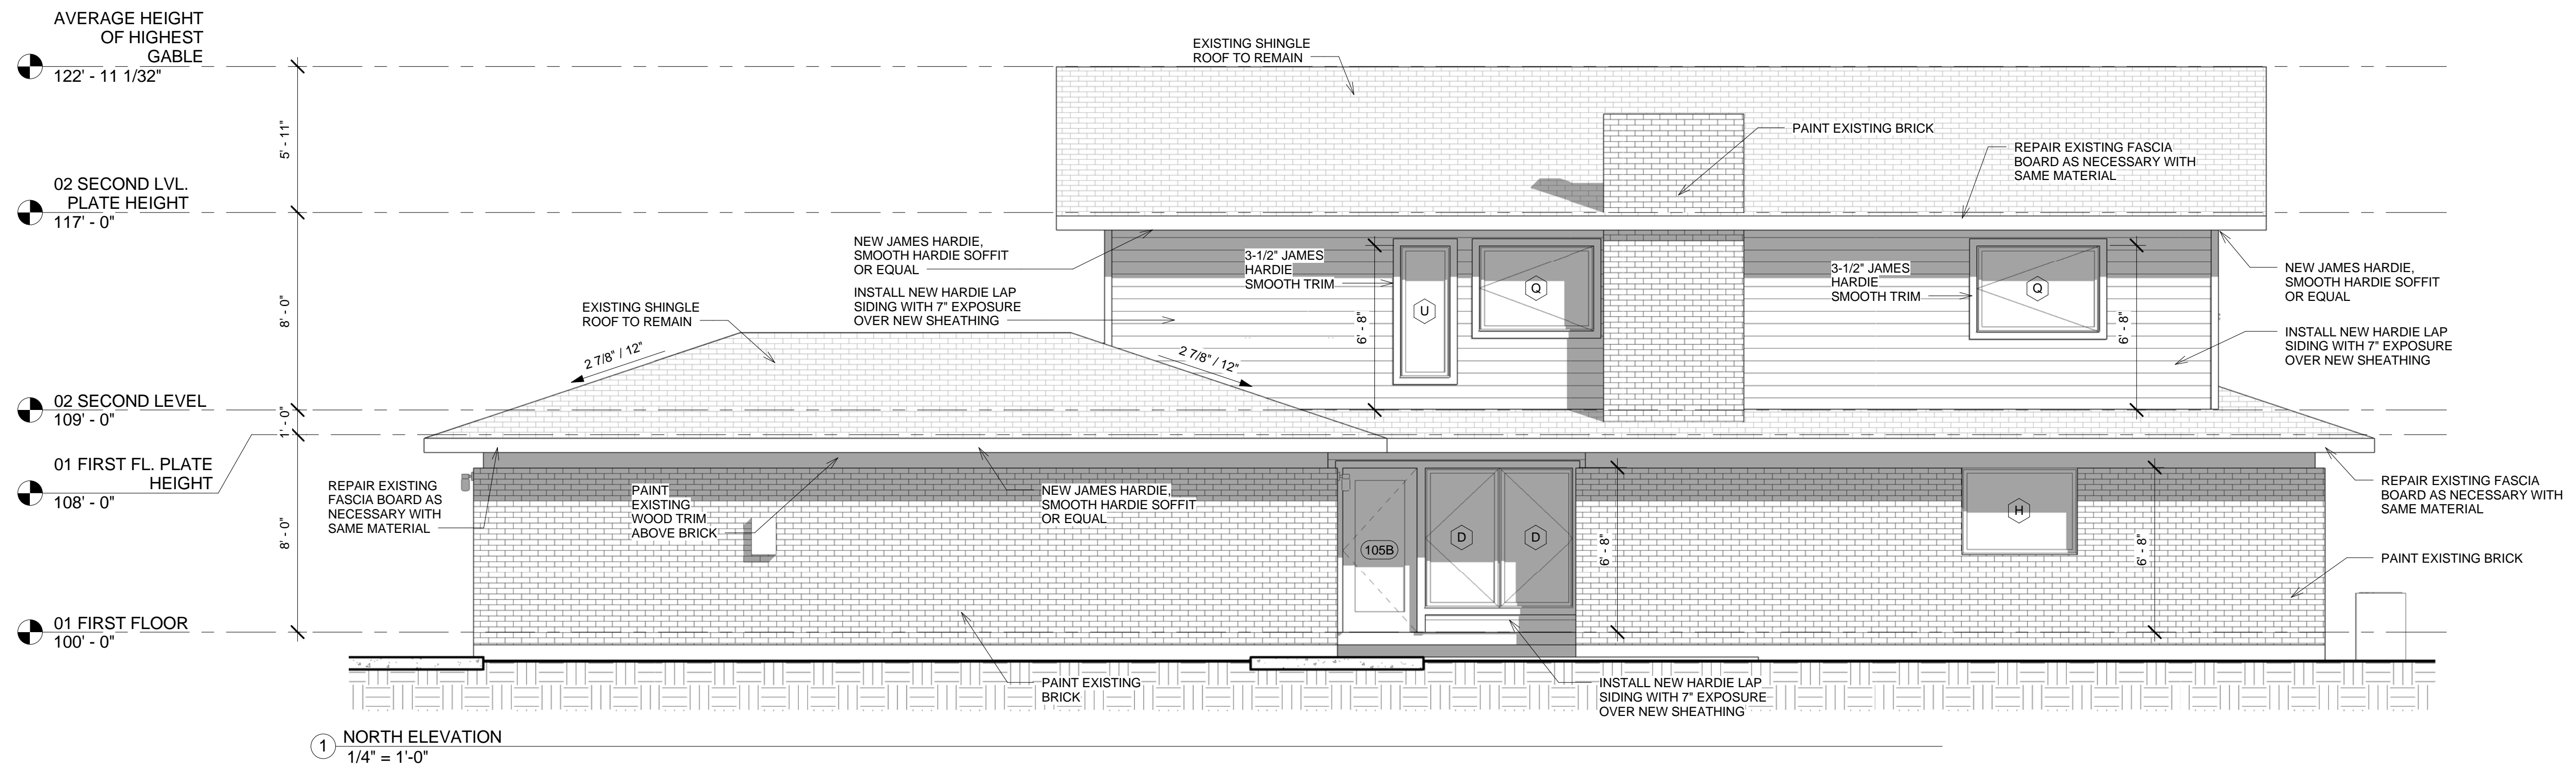 AVERAGE HEIGHT
OF HIGHEST
GABLE
122' - 11 1/32"
5' - 11"
02 SECOND LVL.
PLATE HEIGHT
117' - 0"
8' - 0"
02 SECOND LEVEL
109' - 0"
1' - 0"
01 FIRST FL. PLATE
HEIGHT
108' - 0"
8' - 0"
01 FIRST FLOOR
100' - 0"
EXISTING SHINGLE
ROOF TO REMAIN
PAINT EXISTING BRICK
REPAIR EXISTING FASCIA
BOARD AS NECESSARY WITH
SAME MATERIAL
NEW JAMES HARDIE,
SMOOTH HARDIE SOFFIT
OR EQUAL
INSTALL NEW HARDIE LAP
SIDING WITH 7" EXPOSURE
OVER NEW SHEATHING
3-1/2" JAMES
HARDIE
SMOOTH TRIM
6' - 8"
U
Q
3-1/2" JAMES
HARDIE
SMOOTH TRIM
Q
6' - 8"
NEW JAMES HARDIE,
SMOOTH HARDIE SOFFIT
OR EQUAL
INSTALL NEW HARDIE LAP
SIDING WITH 7" EXPOSURE
OVER NEW SHEATHING
EXISTING SHINGLE
ROOF TO REMAIN
2 7/8" / 12"
2 7/8" / 12"
REPAIR EXISTING
FASCIA BOARD AS
NECESSARY WITH
SAME MATERIAL
PAINT
EXISTING
WOOD TRIM
ABOVE BRICK
NEW JAMES HARDIE,
SMOOTH HARDIE SOFFIT
OR EQUAL
105B
D
D
6' - 8"
H
6' - 8"
REPAIR EXISTING FASCIA
BOARD AS NECESSARY WITH
SAME MATERIAL
PAINT EXISTING BRICK
PAINT EXISTING
BRICK
INSTALL NEW HARDIE LAP
SIDING WITH 7" EXPOSURE
OVER NEW SHEATHING
1
NORTH ELEVATION
1/4" = 1'-0"